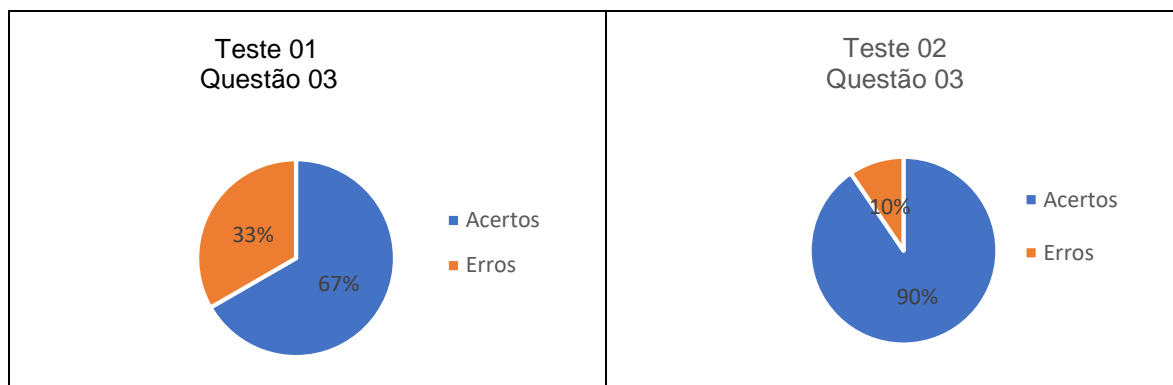 Teste 01
Questão 03
33%
67%
Acertos
Erros
Teste 02
Questão 03
10%
90%
Acertos
Erros